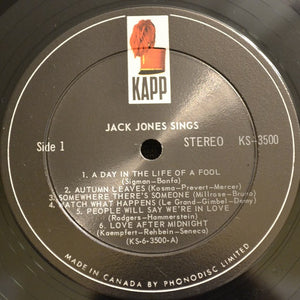 KAPP
JACK JONES SINGS
Side 1 STEREO KS-3500
1. A DAY IN THE LIFE OF A FOOL
(Sigman-Bonfa)
2. AUTUMN LEAVES (Kosma-Prevert-Mercer)
3. SOMEWHERE THERE'S SOMEONE (Millrose-Bruno)
4. WATCH WHAT HAPPENS (Le Grand-Gimbel-Demy)
5. PEOPLE WILL SAY WE'RE IN LOVE
(Rodgers-Hammerstein)
6. LOVE AFTER MIDNIGHT
(Kaempfert-Rehbein-Seneca)
(KS-6-3500-A)
MADE IN CANADA BY PHONODISC LIMITED